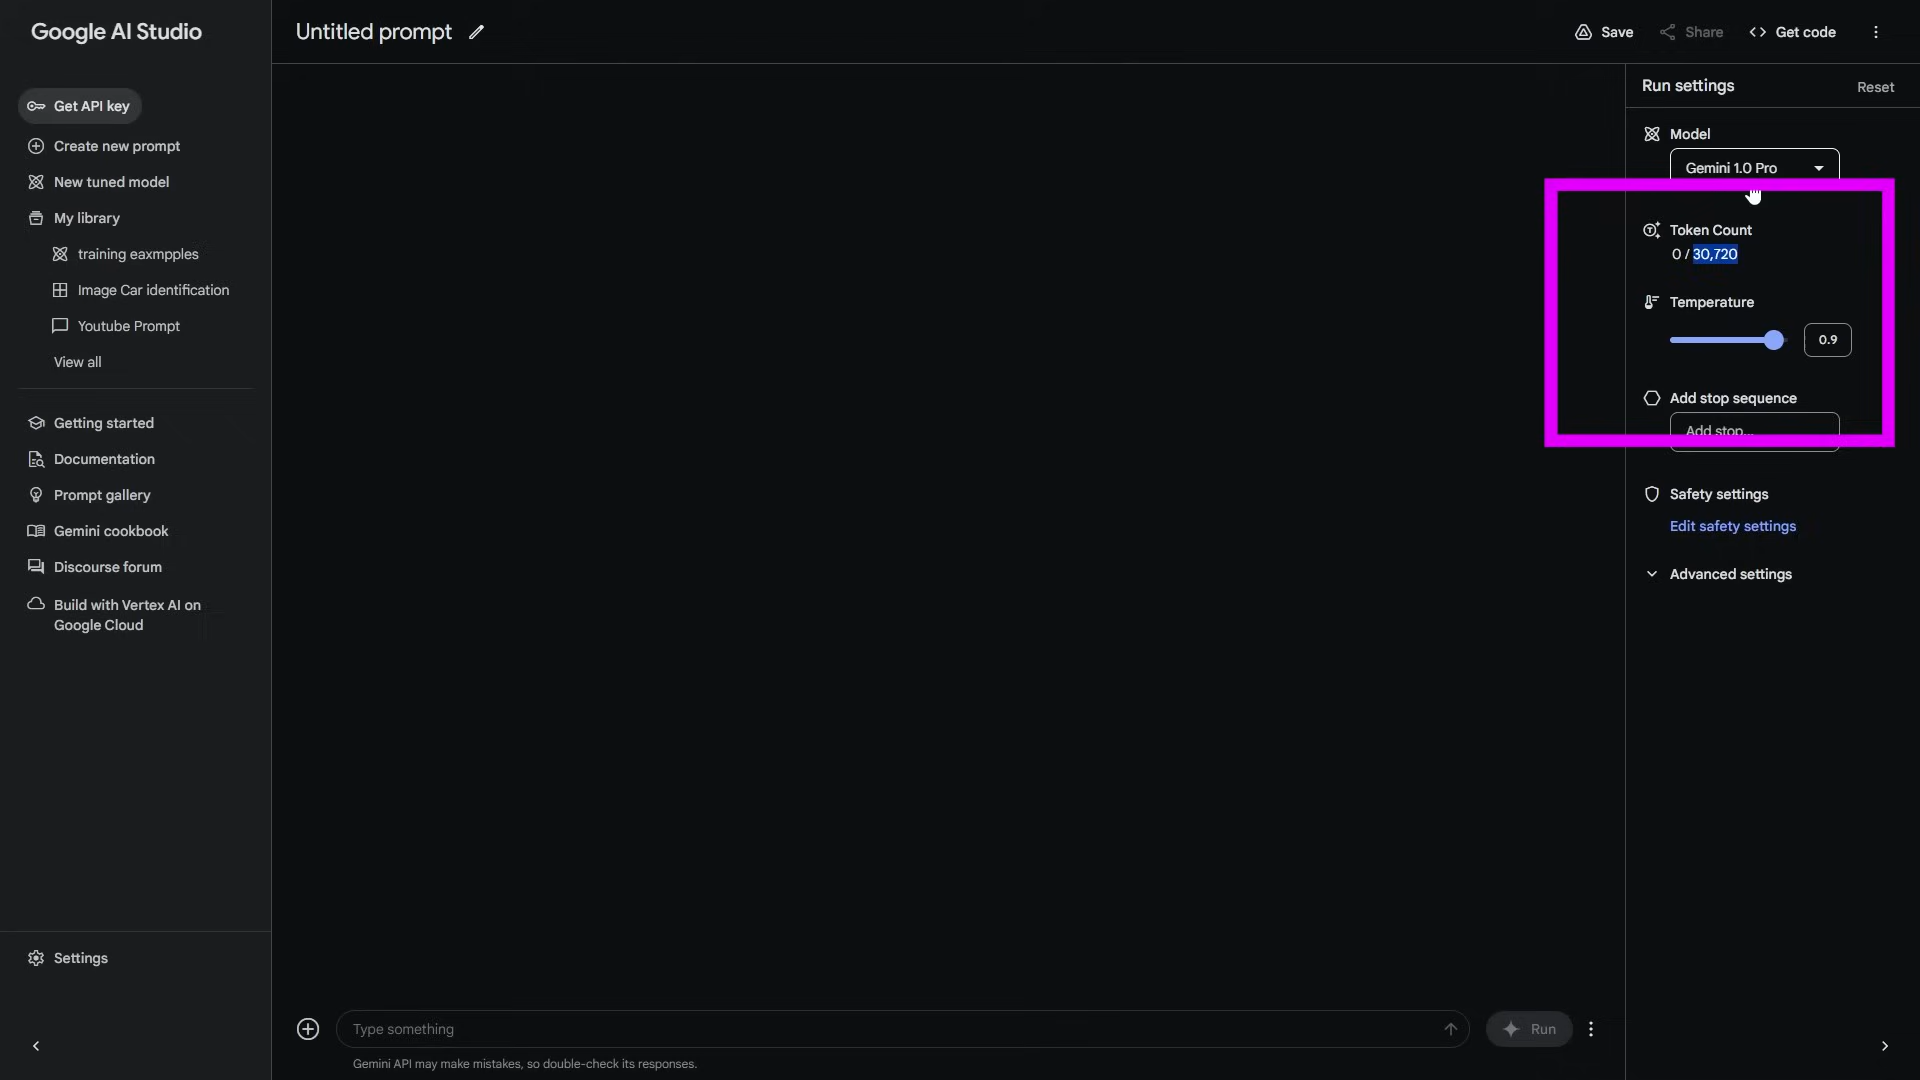 Google AI Studio
Get API key
Create new prompt
New tuned model
My library
training eaxmpples
Image Car identification
Youtube Prompt
View all
Getting started
Documentation
Prompt gallery
Gemini cookbook
Discourse forum
Build with Vertex AI on
Google Cloud
Settings
Untitled prompt
Save
Share
Get code
Type something
Run
Gemini API may make mistakes, so double-check its responses.
Run settings
Reset
Model
Gemini 1.0 Pro
Token Count
0 / 30,720
Temperature
0.9
Add stop sequence
Add stop...
Safety settings
Edit safety settings
Advanced settings